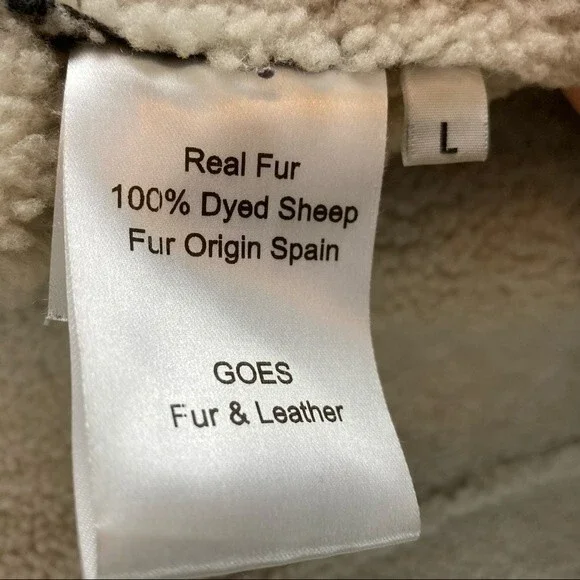 Real Fur
100% Dyed Sheep
Fur Origin Spain
GOES
Fur & Leather
L